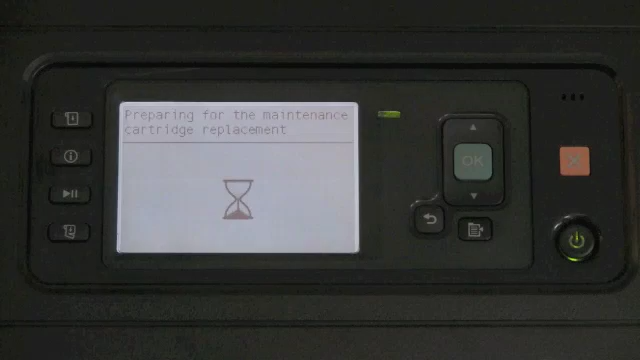 Preparing for the maintenance
cartridge replacement
OK